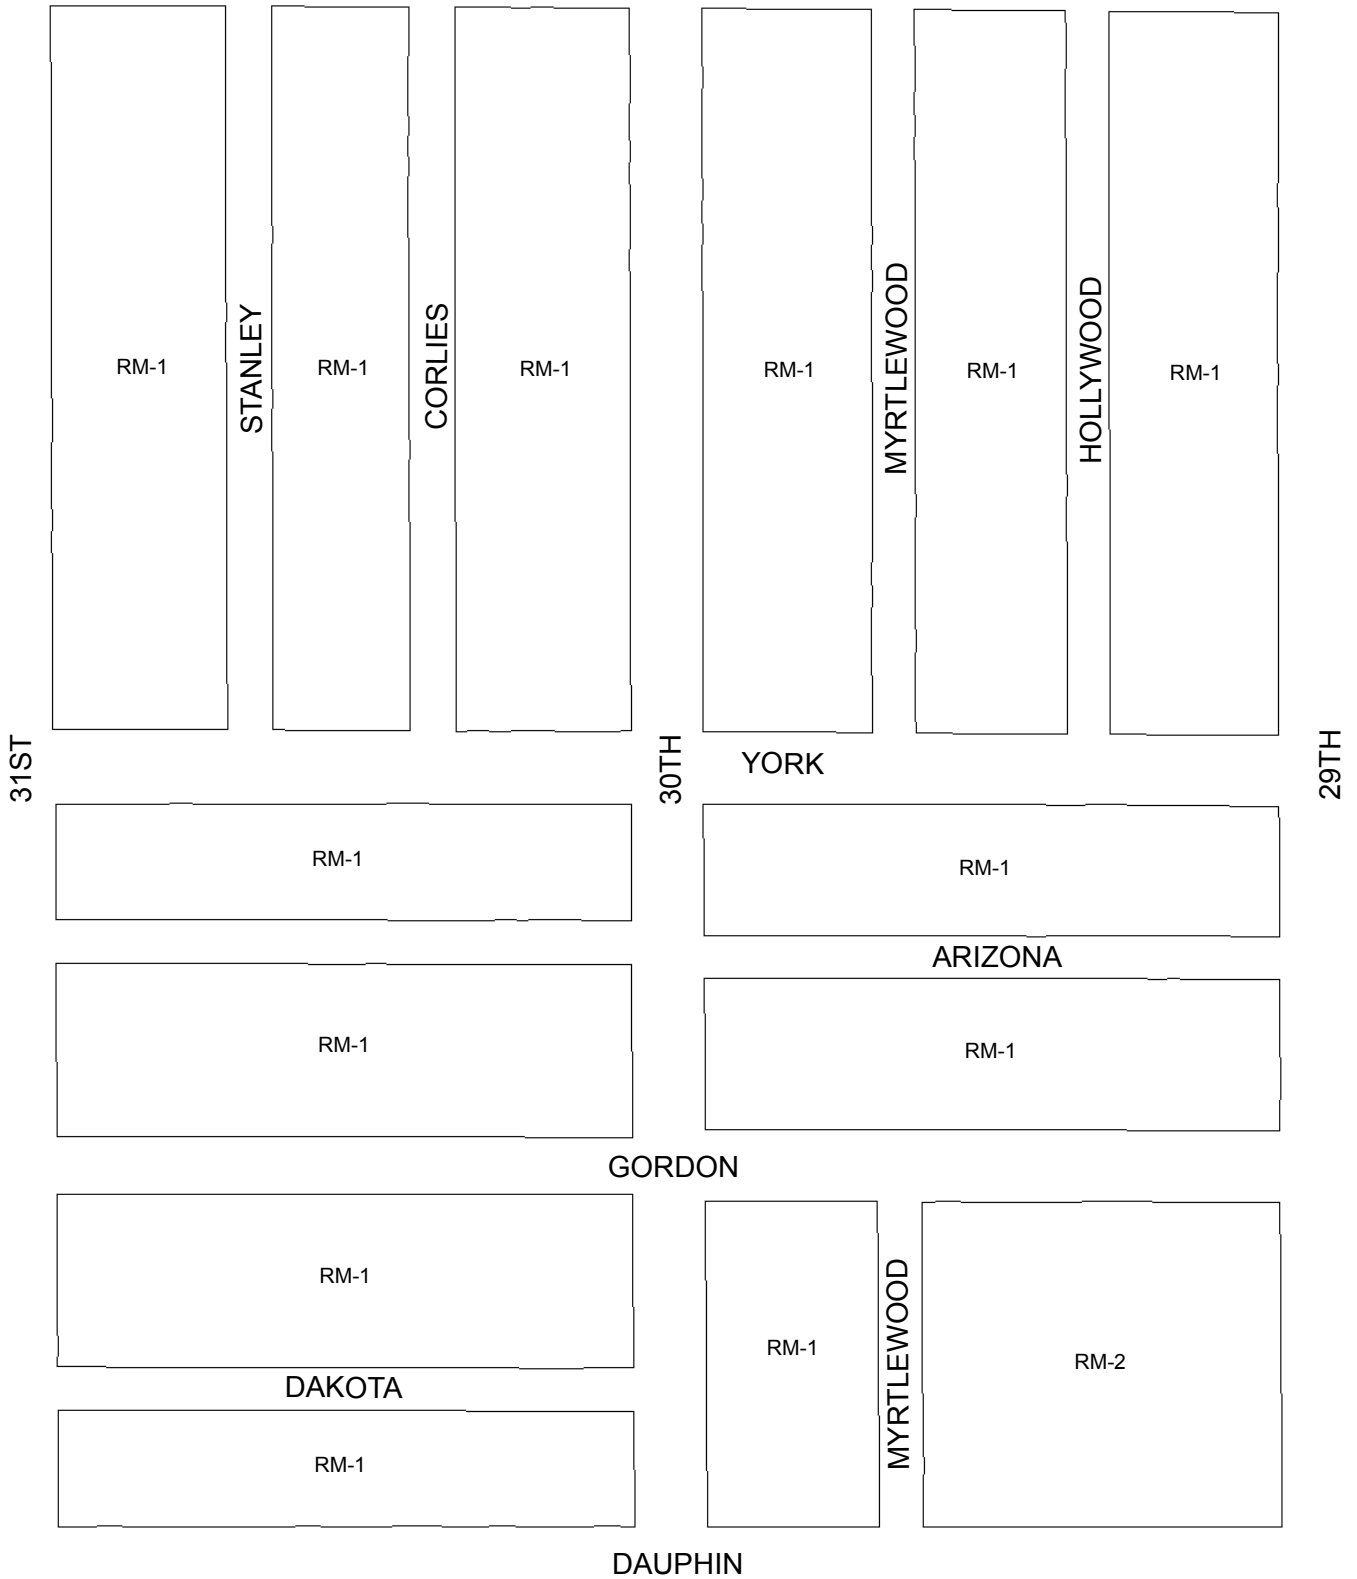 RM-1
STANLEY
RM-1
CORLIES
RM-1
RM-1
MYRTLEWOOD
RM-1
HOLLYWOOD
RM-1
31ST
30TH
YORK
29TH
RM-1
RM-1
ARIZONA
RM-1
RM-1
GORDON
RM-1
RM-1
MYRTLEWOOD
RM-2
DAKOTA
RM-1
DAUPHIN